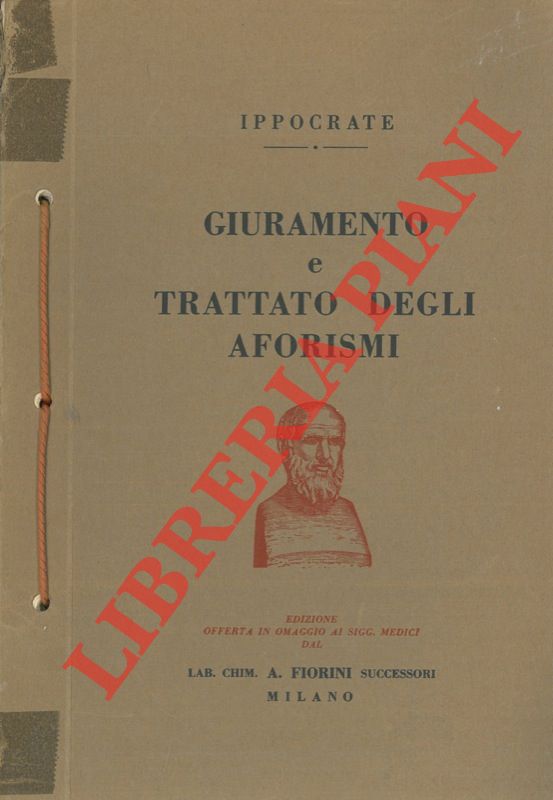 IPPOCRATE
GIURAMENTO
e
TRATTATO DEGLI
AFORISMI
EDIZIONE
OFFERTA IN OMAGGIO AI SIGG. MEDICI
DAL
LAB. CHIM. A. FIORINI SUCCESSORI
MILANO
LIBRERIA PIANI